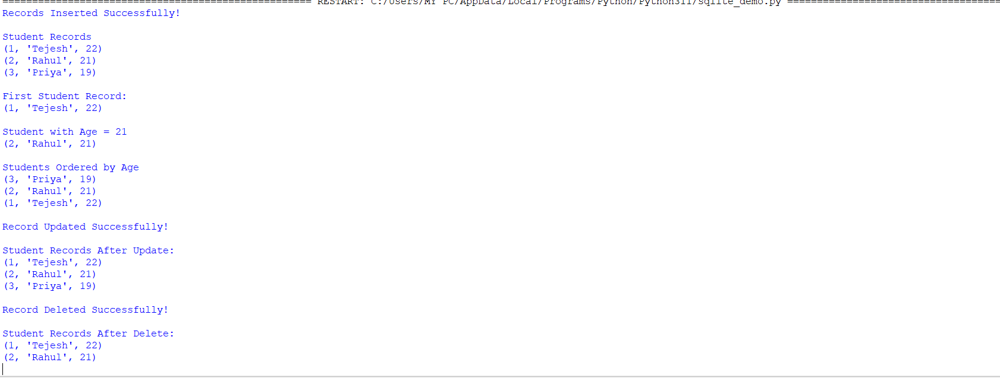 ==================================================== RESTART: C:/Users/MY PC/AppData/Local/Programs/Python/Python311/sqlite_demo.py ====================================
Records Inserted Successfully!
Student Records
(1, 'Tejesh', 22)
(2, 'Rahul', 21)
(3, 'Priya', 19)
First Student Record:
(1, 'Tejesh', 22)
Student with Age = 21
(2, 'Rahul', 21)
Students Ordered by Age
(3, 'Priya', 19)
(2, 'Rahul', 21)
(1, 'Tejesh', 22)
Record Updated Successfully!
Student Records After Update:
(1, 'Tejesh', 22)
(2, 'Rahul', 21)
(3, 'Priya', 19)
Record Deleted Successfully!
Student Records After Delete:
(1, 'Tejesh', 22)
(2, 'Rahul', 21)